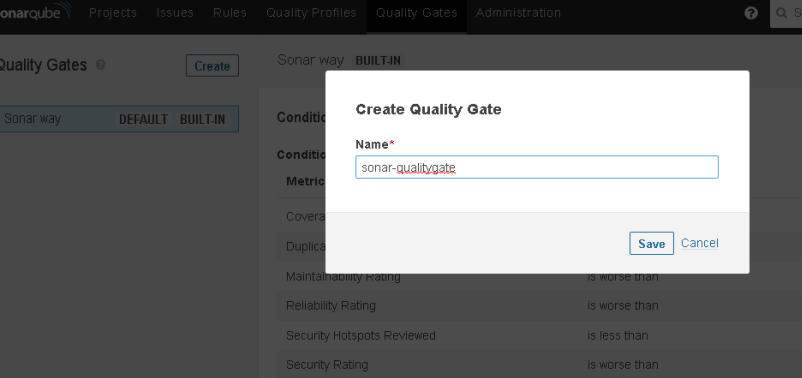 onarqube Projects Issues Rules Quality Profiles Quality Gates Administration ? S
Quality Gates ? Create
Sonar way BUILT-IN
Sonar way DEFAULT BUILT-IN
Create Quality Gate
Conditio
Name*
Conditio
sonar-qualitygate
Metric
Covera
Save Cancel
Duplica
Maintainability Rating is worse than
Reliability Rating is worse than
Security Hotspots Reviewed is less than
Security Rating is worse than